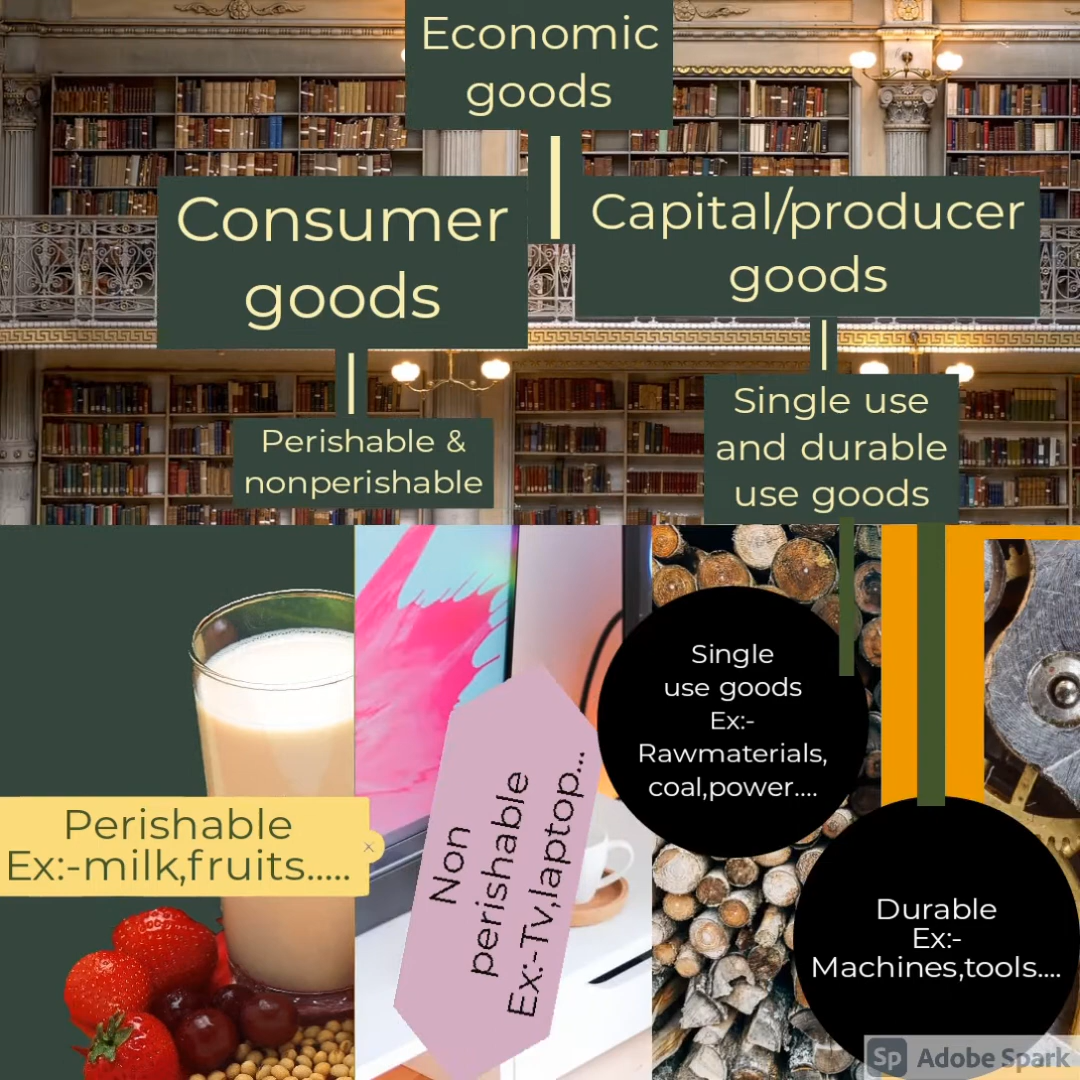 Economic
goods
Consumer
goods
Capital/producer
goods
Perishable &
nonperishable
Single use
and durable
use goods
Perishable
Ex:-milk,fruits.....
Non
perishable
Ex:-Tv,laptop...
Single
use goods
Ex:-
Rawmaterials,
coal,power....
Durable
Ex:-
Machines,tools....
Sp Adobe Spark